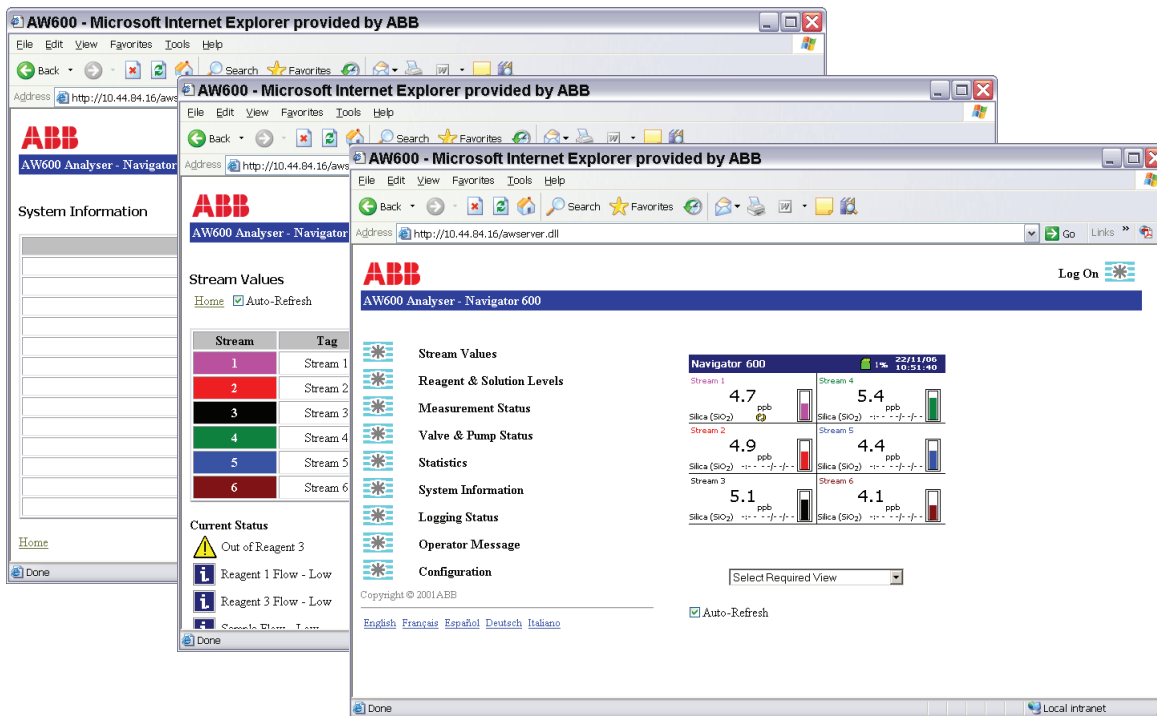 AW600 - Microsoft Internet Explorer provided by ABB
File Edit View Favorites Tools Help
Back Search Favorites
Address http://10.44.84.16/aws
ABB
AW600 Analyser - Navigator
System Information
Home
Done
AW600 - Microsoft Internet Explorer provided by ABB
File Edit View Favorites Tools Help
Back Search Favorites
Address http://10.44.84.16/aws
ABB
AW600 Analyser - Navigator
Stream Values
Home Auto-Refresh
Stream Tag
1 Stream 1
2 Stream 2
3 Stream 3
4 Stream 4
5 Stream 5
6 Stream 6
Current Status
Out of Reagent 3
Reagent 1 Flow - Low
Reagent 3 Flow - Low
Sample Flow - Low
Done
AW600 - Microsoft Internet Explorer provided by ABB
File Edit View Favorites Tools Help
Back Search Favorites
Address http://10.44.84.16/awserver.dll Go Links »
ABB
Log On
AW600 Analyser - Navigator 600
Stream Values
Reagent & Solution Levels
Measurement Status
Valve & Pump Status
Statistics
System Information
Logging Status
Operator Message
Configuration
Copyright © 2001ABB
English Français Español Deutsch Italiano
Navigator 600 1% 22/11/06
10:51:40
Stream 1
4.7
ppb
Silica (SiO₂)
Stream 4
5.4
ppb
Silica (SiO₂) -:-- --/-/--
Stream 2
4.9
ppb
Silica (SiO₂) -:-- --/-/--
Stream 5
4.4
ppb
Silica (SiO₂) -:-- --/-/--
Stream 3
5.1
ppb
Silica (SiO₂) -:-- --/-/--
Stream 6
4.1
ppb
Silica (SiO₂) -:-- --/-/--
Select Required View
Auto-Refresh
Done
Local intranet